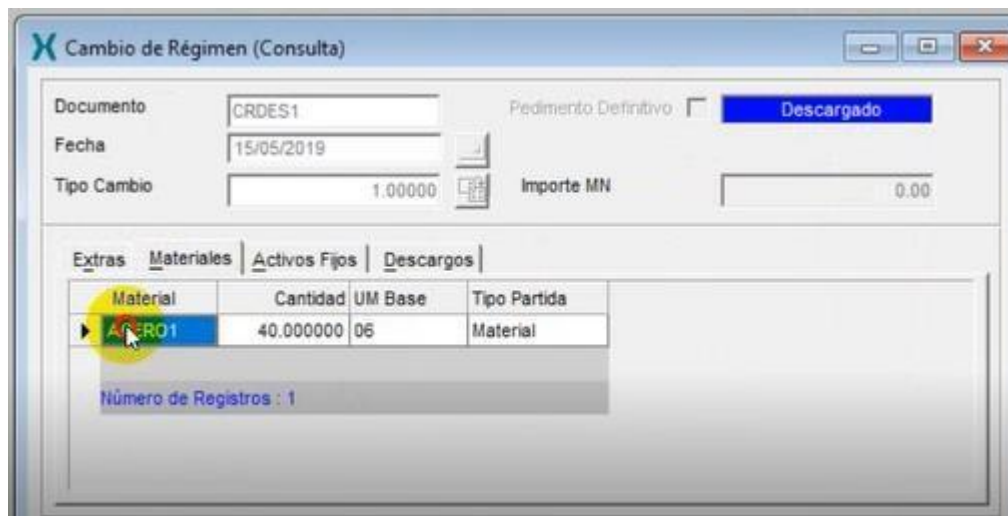 Cambio de Régimen (Consulta)
Documento CRDES1 Pedimento Definitivo Descargado
Fecha 15/05/2019
Tipo Cambio 1.00000 Importe MN 0.00
Extras Materiales Activos Fijos Descargos
Material Cantidad UM Base Tipo Partida
ACERO1 40.000000 06 Material
Número de Registros : 1